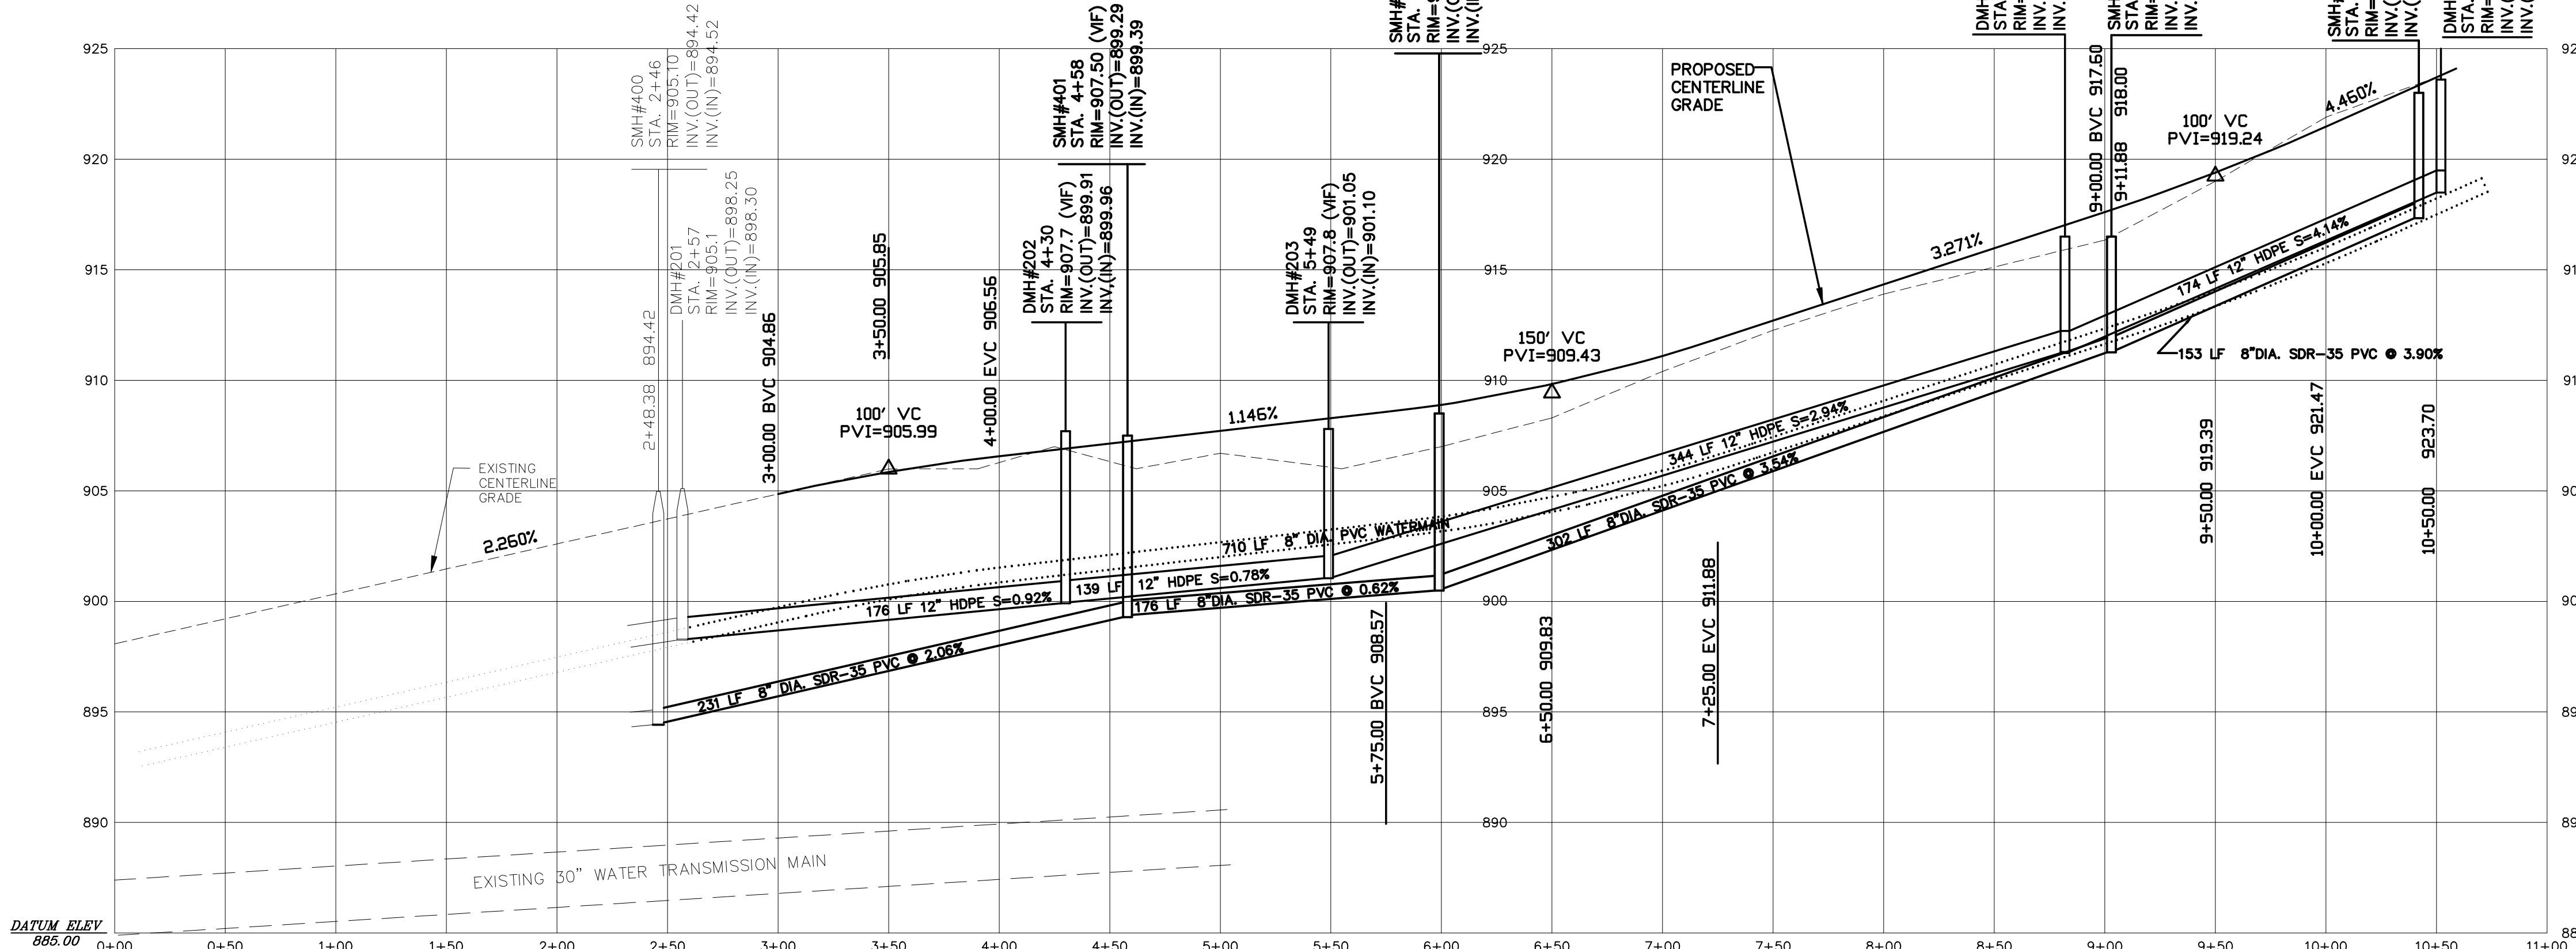 925
920
915
910
905
900
895
890
DATUM ELEV
885.00
SMH#400
STA. 2+46
RIM=905.10
INV.(OUT)=894.42
INV.(IN)=894.52
DMH#201
STA. 2+57
RIM=905.1
INV.(OUT)=898.25
INV.(IN)=898.30
2+48.38 894.42
3+00.00 BVC 904.86
3+50.00 905.85
100' VC
PVI=905.99
4+00.00 EVC 906.56
DMH#202
STA. 4+30
RIM=907.7 (VIF)
INV.(OUT)=899.91
INV.(IN)=899.96
SMH#401
STA. 4+58
RIM=907.50 (VIF)
INV.(OUT)=899.29
INV.(IN)=899.39
DMH#203
STA. 5+49
RIM=907.8 (VIF)
INV.(OUT)=901.05
INV.(IN)=901.10
EXISTING
CENTERLINE
GRADE
2.260%
1.146%
150' VC
PVI=909.43
925
920
915
910
905
900
895
890
PROPOSED
CENTERLINE
GRADE
3.271%
9+00.00 BVC 917.60
9+11.88 918.00
100' VC
PVI=919.24
4.460%
174 LF 12" HDPE S=4.14%
153 LF 8"DIA. SDR-35 PVC @ 3.90%
344 LF 12" HDPE S=2.94%
302 LF 8"DIA. SDR-35 PVC @ 3.54%
710 LF 8" DIA. PVC WATERMAIN
139 LF 12" HDPE S=0.78%
176 LF 12" HDPE S=0.92%
176 LF 8"DIA. SDR-35 PVC @ 0.62%
231 LF 8" DIA. SDR-35 PVC @ 2.06%
5+75.00 BVC 908.57
6+50.00 909.83
7+25.00 EVC 911.88
9+50.00 919.39
10+00.00 EVC 921.47
10+50.00 923.70
EXISTING 30" WATER TRANSMISSION MAIN
0+00
0+50
1+00
1+50
2+00
2+50
3+00
3+50
4+00
4+50
5+00
5+50
6+00
6+50
7+00
7+50
8+00
8+50
9+00
9+50
10+00
10+50
11+00